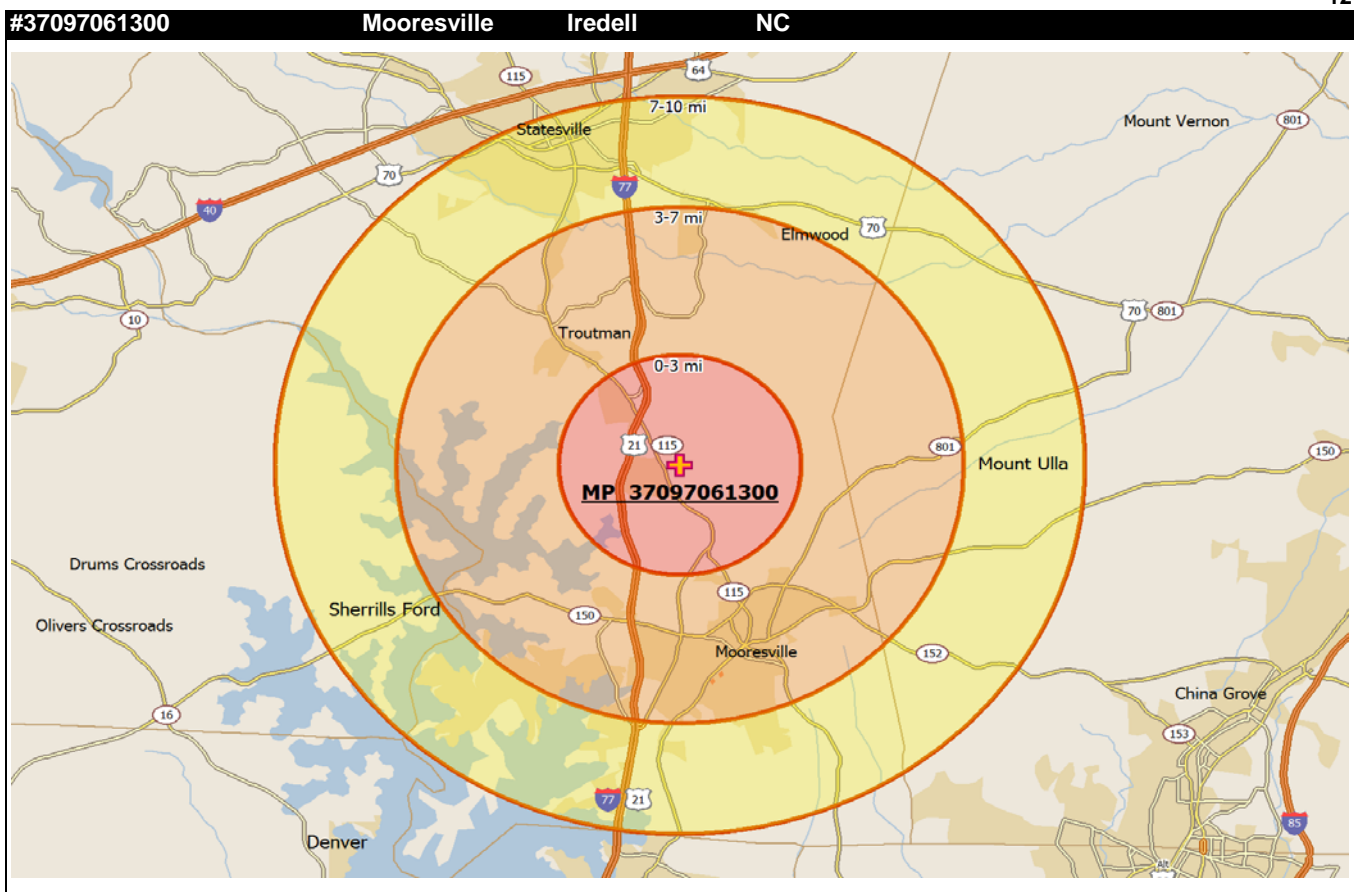 #37097061300 Mooresville Iredell NC
115
64
7-10 mi
Statesville
Mount Vernon
801
70
77
40
3-7 mi
Elmwood
70
70
801
10
Troutman
0-3 mi
21
115
801
Mount Ulla
150
MP_37097061300
Drums Crossroads
115
Sherrills Ford
150
Olivers Crossroads
Mooresville
152
China Grove
16
153
77
21
85
Denver
Alt